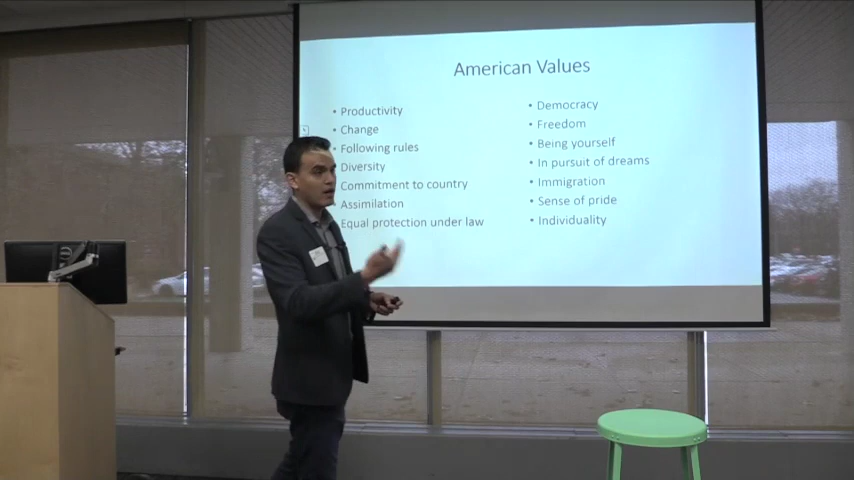 American Values
• Productivity
• Change
• Following rules
• Diversity
• Commitment to country
• Assimilation
Equal protection under law
• Democracy
• Freedom
• Being yourself
• In pursuit of dreams
• Immigration
• Sense of pride
• Individuality